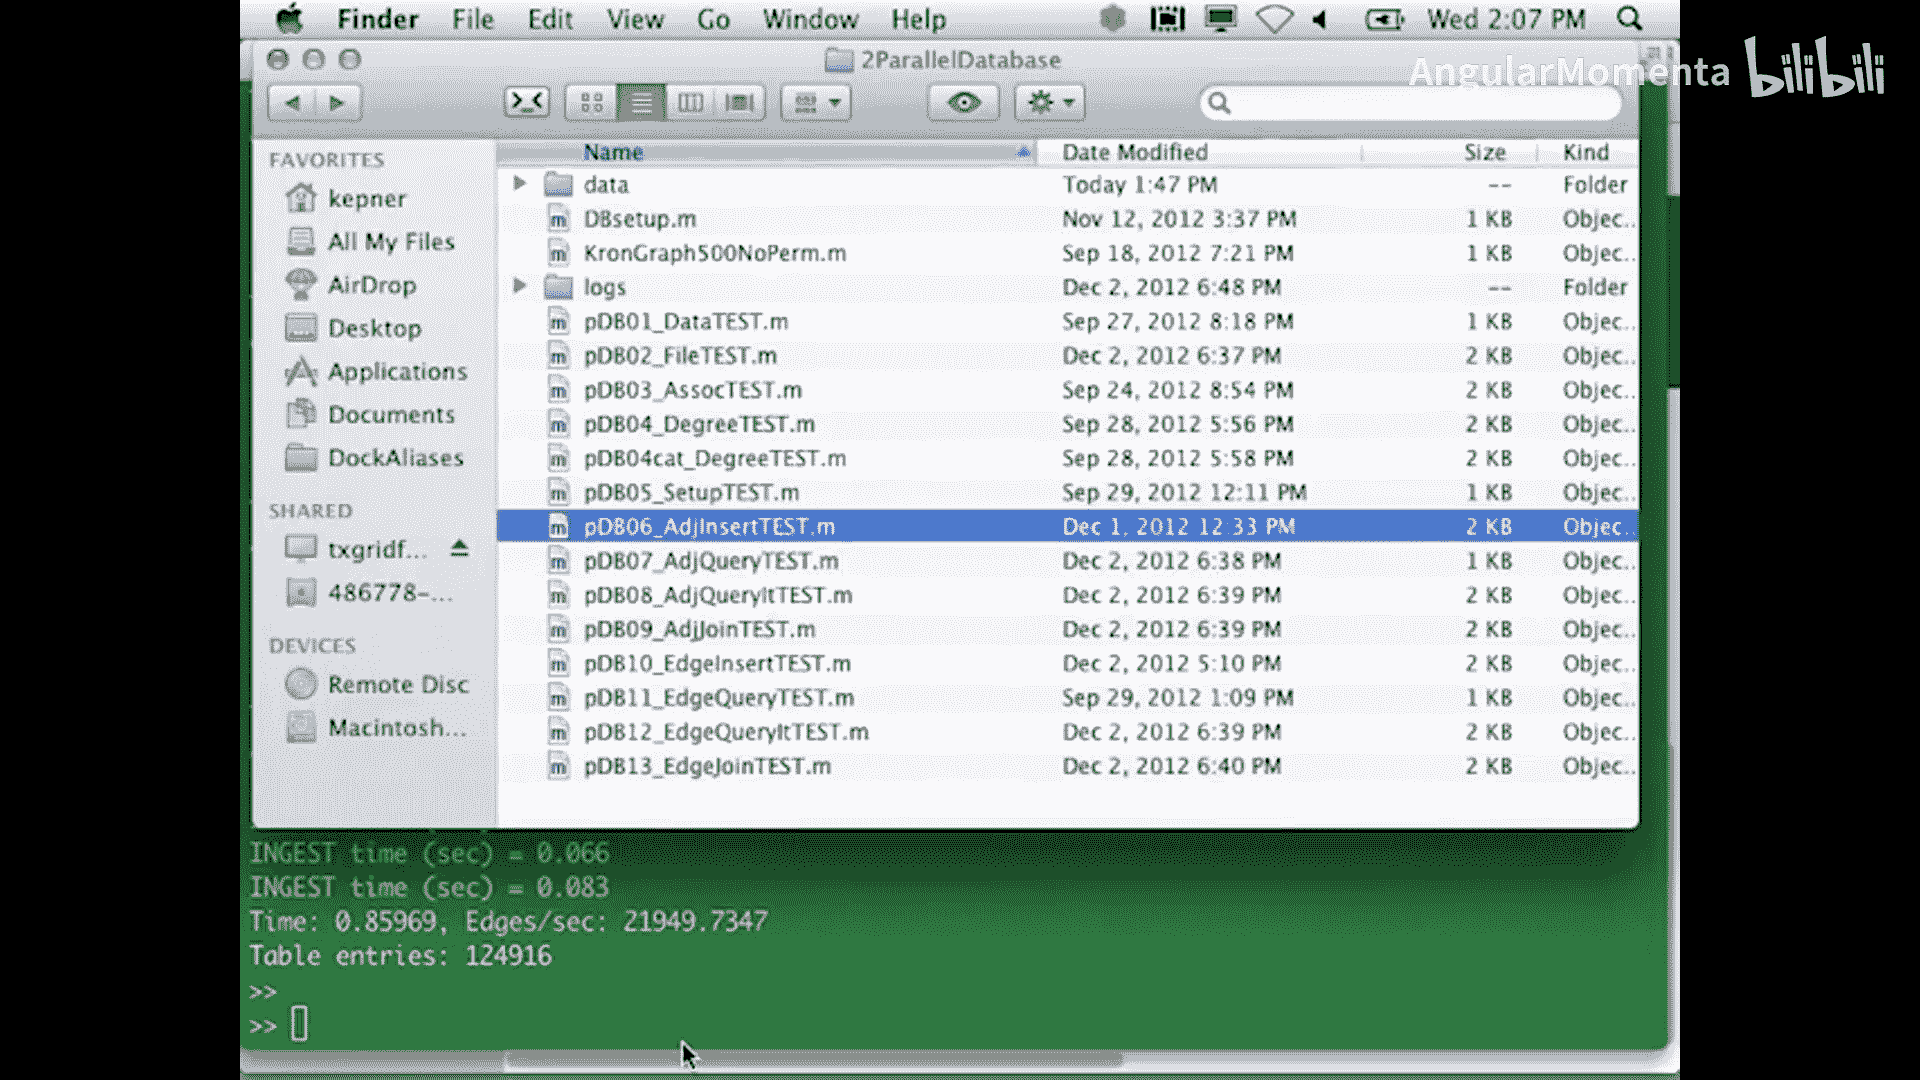 Finder File Edit View Go Window Help Wed 2:07 PM
2ParallelDatabase
AngularMomenta bilibili
FAVORITES
kepner
All My Files
AirDrop
Desktop
Applications
Documents
DockAliases
SHARED
txgridf...
486778-...
DEVICES
Remote Disc
Macintosh...
Name Date Modified Size Kind
data Today 1:47 PM -- Folder
DBsetup.m Nov 12, 2012 3:37 PM 1 KB Objec...
KronGraph500NoPerm.m Sep 18, 2012 7:21 PM 1 KB Objec...
logs Dec 2, 2012 6:48 PM -- Folder
pDB01_DataTEST.m Sep 27, 2012 8:18 PM 1 KB Objec...
pDB02_FileTEST.m Dec 2, 2012 6:37 PM 2 KB Objec...
pDB03_AssocTEST.m Sep 24, 2012 8:54 PM 2 KB Objec...
pDB04_DegreeTEST.m Sep 28, 2012 5:56 PM 2 KB Objec...
pDB04cat_DegreeTEST.m Sep 28, 2012 5:58 PM 2 KB Objec...
pDB05_SetupTEST.m Sep 29, 2012 12:11 PM 1 KB Objec...
pDB06_AdjInsertTEST.m Dec 1, 2012 12:33 PM 2 KB Objec...
pDB07_AdjQueryTEST.m Dec 2, 2012 6:38 PM 1 KB Objec...
pDB08_AdjQueryItTEST.m Dec 2, 2012 6:39 PM 2 KB Objec...
pDB09_AdjJoinTEST.m Dec 2, 2012 6:39 PM 2 KB Objec...
pDB10_EdgeInsertTEST.m Dec 2, 2012 5:10 PM 2 KB Objec...
pDB11_EdgeQueryTEST.m Sep 29, 2012 1:09 PM 1 KB Objec...
pDB12_EdgeQueryItTEST.m Dec 2, 2012 6:39 PM 2 KB Objec...
pDB13_EdgeJoinTEST.m Dec 2, 2012 6:40 PM 2 KB Objec...
INGEST time (sec) = 0.066
INGEST time (sec) = 0.083
Time: 0.85969, Edges/sec: 21949.7347
Table entries: 124916
>>
>>